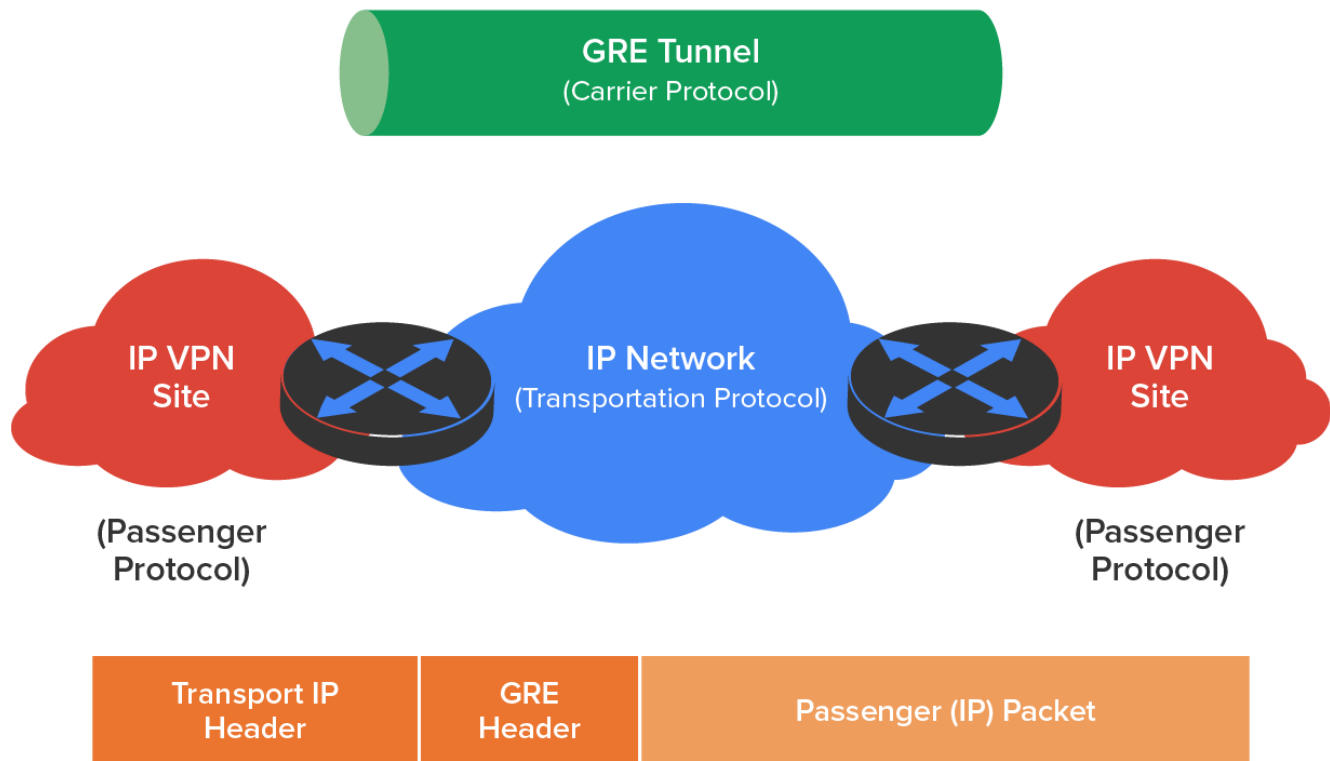 GRE Tunnel
(Carrier Protocol)
IP VPN
Site
IP Network
(Transportation Protocol)
IP VPN
Site
(Passenger
Protocol)
(Passenger
Protocol)
Transport IP
Header
GRE
Header
Passenger (IP) Packet